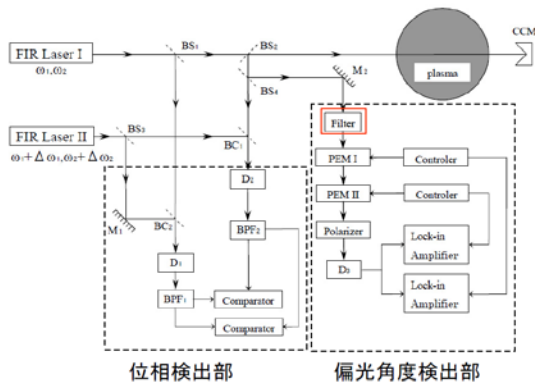 CCM
FIR Laser I
ω₁,ω₂
BS₁
BS₂
M₂
plasma
BS₄
FIR Laser II
ω₁+Δω₁,ω₂+Δω₂
BS₃
BC₁
Filter
D₂
PEM I
Controler
PEM II
Controler
M₁
BC₂
BPF₂
Polarizer
Lock-in
Amplifier
D₁
D₃
BPF₁
Comparator
Lock-in
Amplifier
Comparator
位相検出部
偏光角度検出部